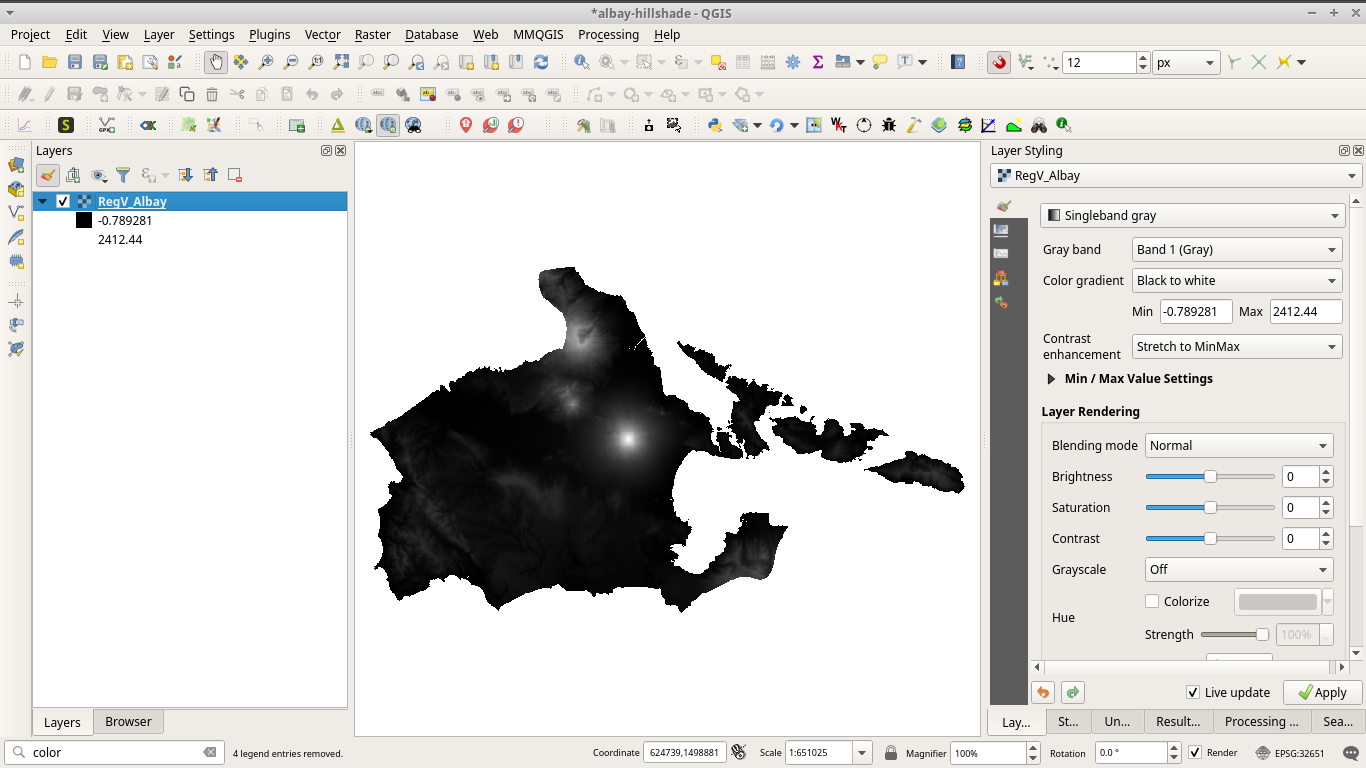 *albay-hillshade - QGIS
Project Edit View Layer Settings Plugins Vector Raster Database Web MMQGIS Processing Help
12 px
Layers
RegV_Albay
-0.789281
2412.44
Layers Browser
Layer Styling
RegV_Albay
Singleband gray
Gray band Band 1 (Gray)
Color gradient Black to white
Min -0.789281 Max 2412.44
Contrast
enhancement Stretch to MinMax
Min / Max Value Settings
Layer Rendering
Blending mode Normal
Brightness 0
Saturation 0
Contrast 0
Grayscale Off
Hue Colorize
Strength 100%
Live update Apply
Lay... St... Un... Result... Processing ... Sea...
color 4 legend entries removed. Coordinate 624739,1498881 Scale 1:651025 Magnifier 100% Rotation 0.0 ° Render EPSG:32651